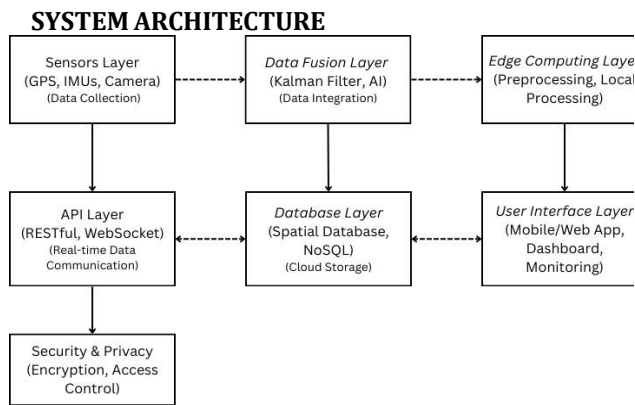 SYSTEM ARCHITECTURE
Sensors Layer
(GPS, IMUs, Camera)
(Data Collection)
Data Fusion Layer
(Kalman Filter, AI)
(Data Integration)
Edge Computing Layer
(Preprocessing, Local
Processing)
API Layer
(RESTful, WebSocket)
(Real-time Data
Communication)
Database Layer
(Spatial Database,
NoSQL)
(Cloud Storage)
User Interface Layer
(Mobile/Web App,
Dashboard,
Monitoring)
Security & Privacy
(Encryption, Access
Control)